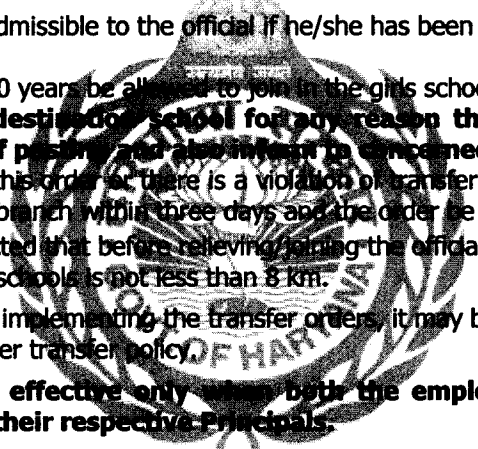 dmissible to the official if he/she has been
0 years be allowed to join in the girls schoo
destination school for any reason th
f posting and also inform to concerned
this order or there is a violation of transfer
branch within three days and the order be
ted that before relieving/joining the officia
schools is not less than 8 km.
implementing the transfer orders, it may b
er transfer policy.
effective only when both the emplo
their respective Principals.
OF HARYANA